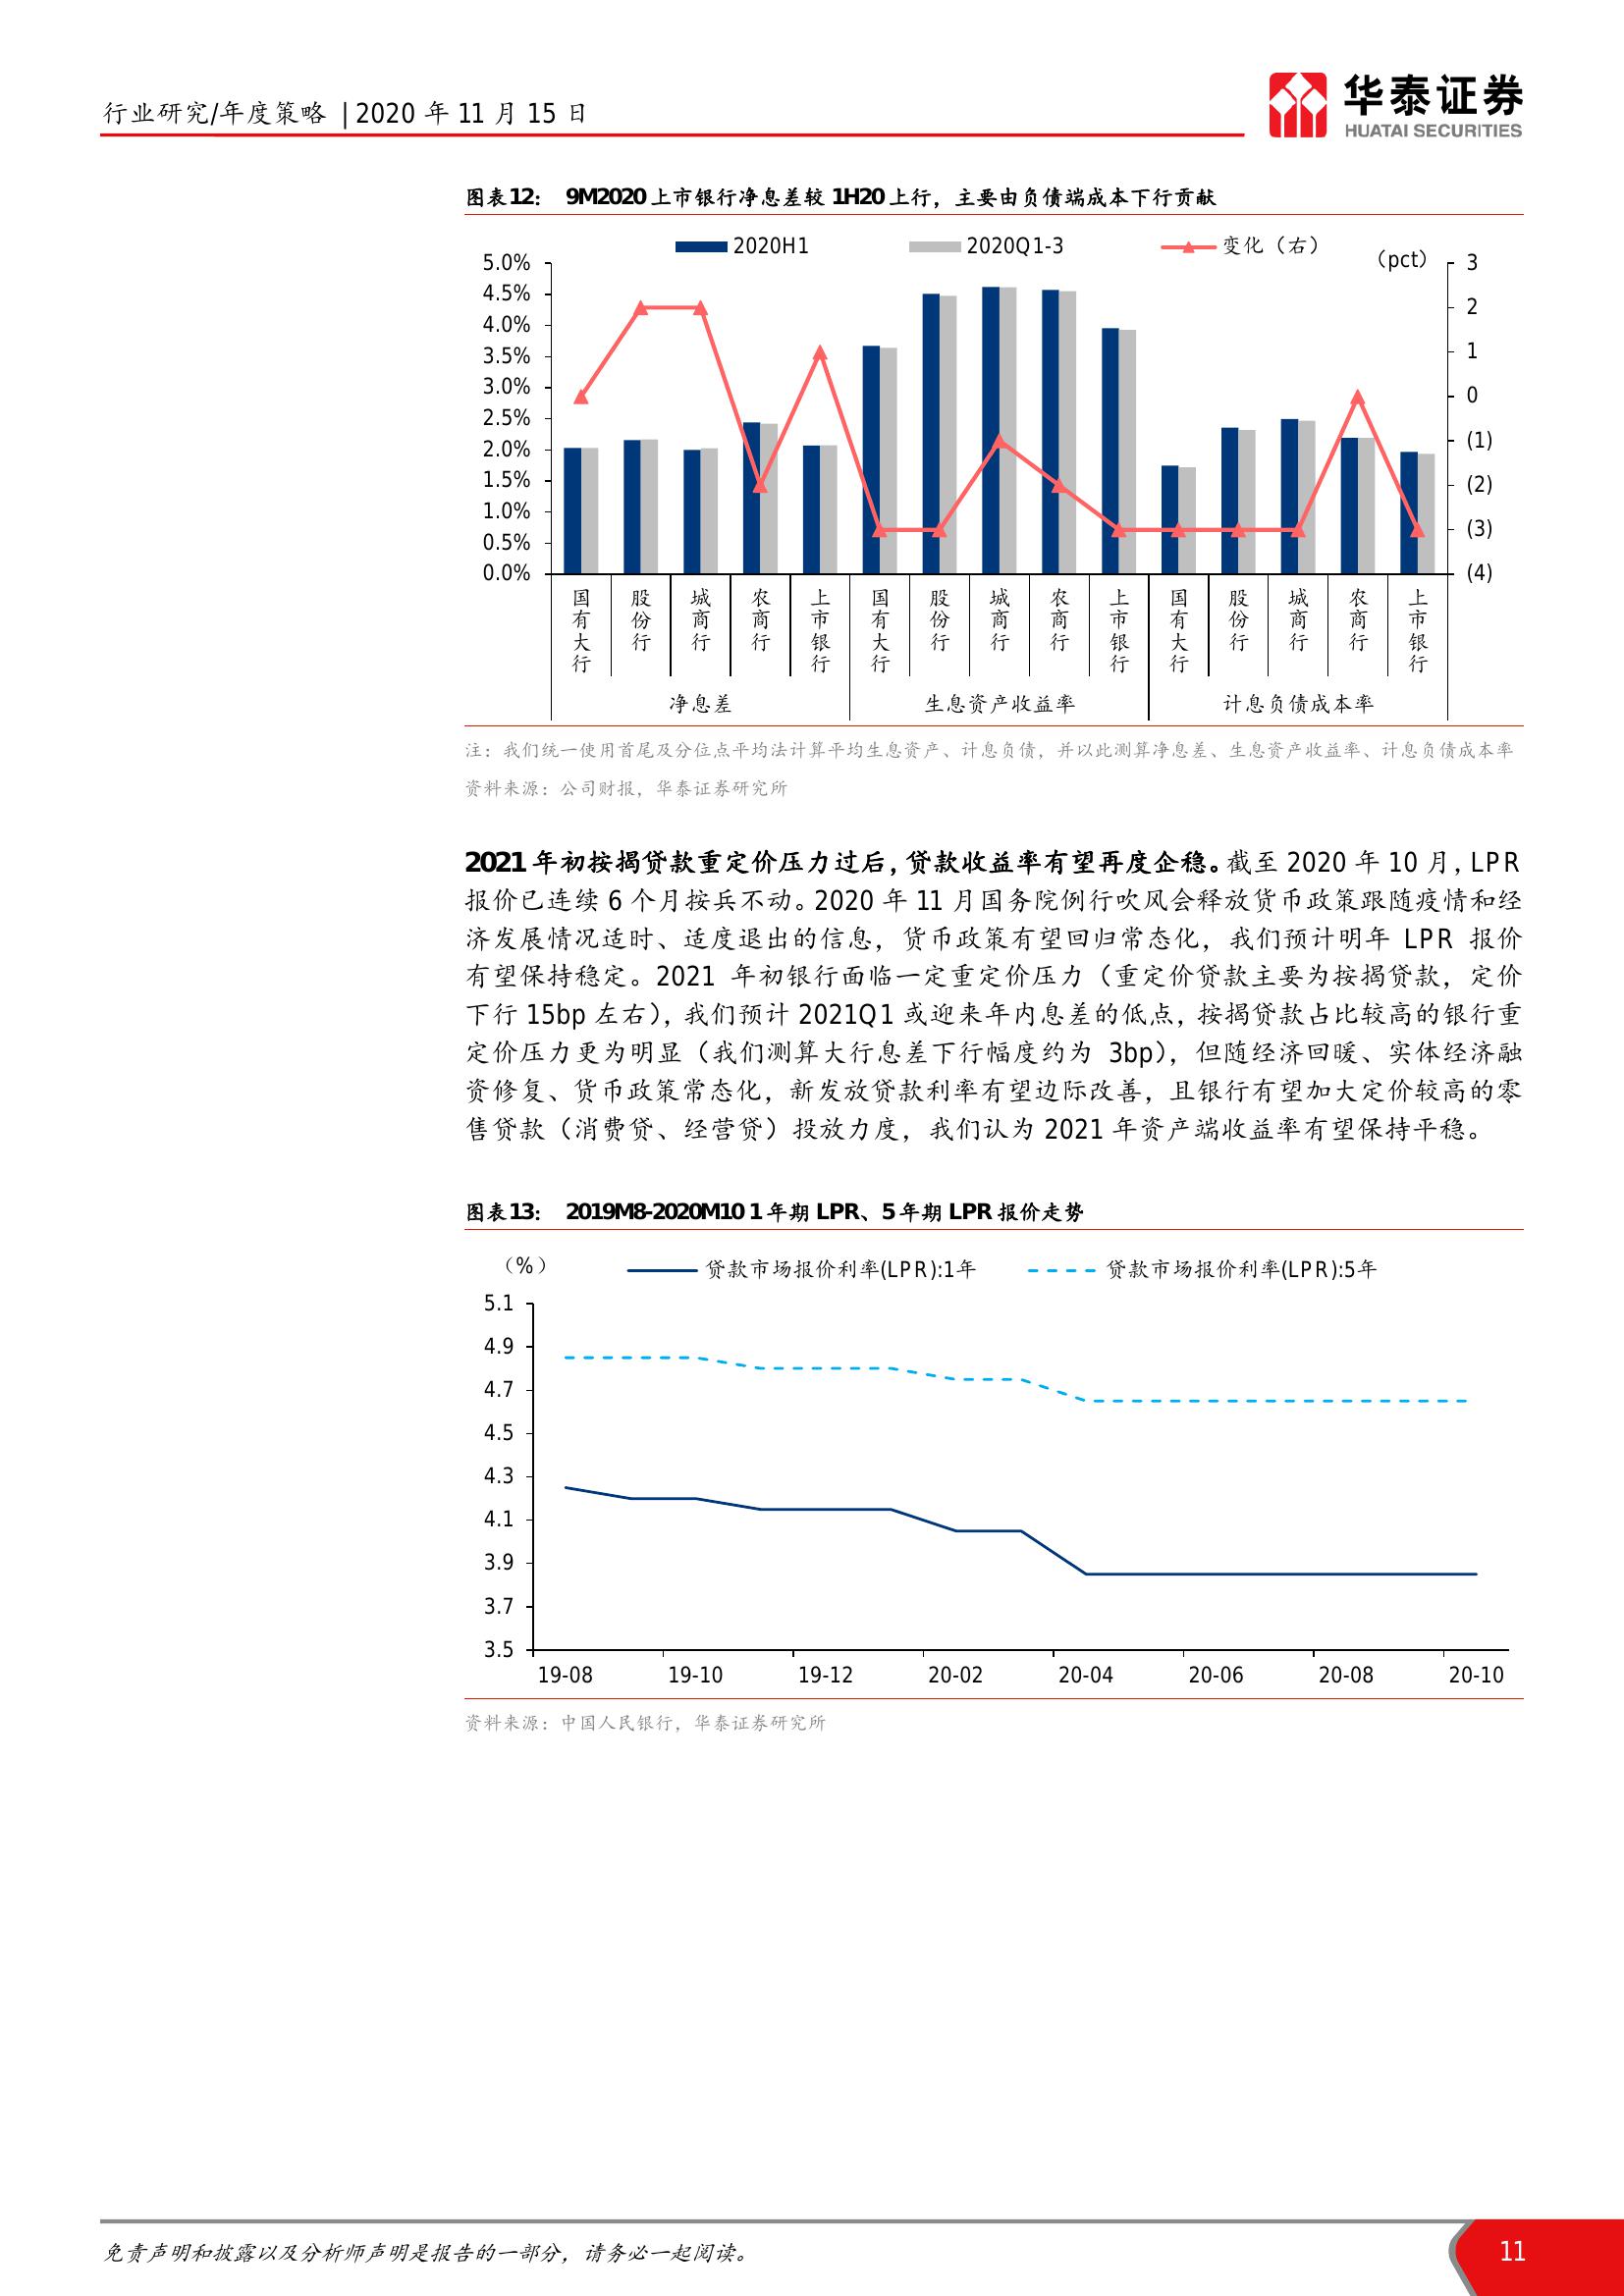 行业研究/年度策略 | 2020 年 11 月 15 日
华泰证券
HUATAI SECURITIES
图表12： 9M2020 上市银行净息差较 1H20 上行，主要由负债端成本下行贡献
2020H1 2020Q1-3 变化（右） （pct）
5.0% 3
4.5% 2
4.0% 1
3.5% 0
3.0% (1)
2.5% (2)
2.0% (3)
1.5% (4)
1.0%
0.5%
0.0%
国有大行 股份行 城商行 农商行 上市银行 国有大行 股份行 城商行 农商行 上市银行 国有大行 股份行 城商行 农商行 上市银行
净息差 生息资产收益率 计息负债成本率
注：我们统一使用首尾及分位点平均法计算平均生息资产、计息负债，并以此测算净息差、生息资产收益率、计息负债成本率
资料来源：公司财报，华泰证券研究所
2021 年初按揭贷款重定价压力过后，贷款收益率有望再度企稳。截至 2020 年 10 月，LPR
报价已连续 6 个月按兵不动。2020 年 11 月国务院例行吹风会释放货币政策跟随疫情和经
济发展情况适时、适度退出的信息，货币政策有望回归常态化，我们预计明年 LPR 报价
有望保持稳定。2021 年初银行面临一定重定价压力（重定价贷款主要为按揭贷款，定价
下行 15bp 左右），我们预计 2021Q1 或迎来年内息差的低点，按揭贷款占比较高的银行重
定价压力更为明显（我们测算大行息差下行幅度约为 3bp），但随经济回暖、实体经济融
资修复、货币政策常态化，新发放贷款利率有望边际改善，且银行有望加大定价较高的零
售贷款（消费贷、经营贷）投放力度，我们认为 2021 年资产端收益率有望保持平稳。
图表13： 2019M8-2020M10 1 年期 LPR、5 年期 LPR 报价走势
（%） 贷款市场报价利率(LPR):1年 贷款市场报价利率(LPR):5年
5.1
4.9
4.7
4.5
4.3
4.1
3.9
3.7
3.5
19-08 19-10 19-12 20-02 20-04 20-06 20-08 20-10
资料来源：中国人民银行，华泰证券研究所
免责声明和披露以及分析师声明是报告的一部分，请务必一起阅读。 11